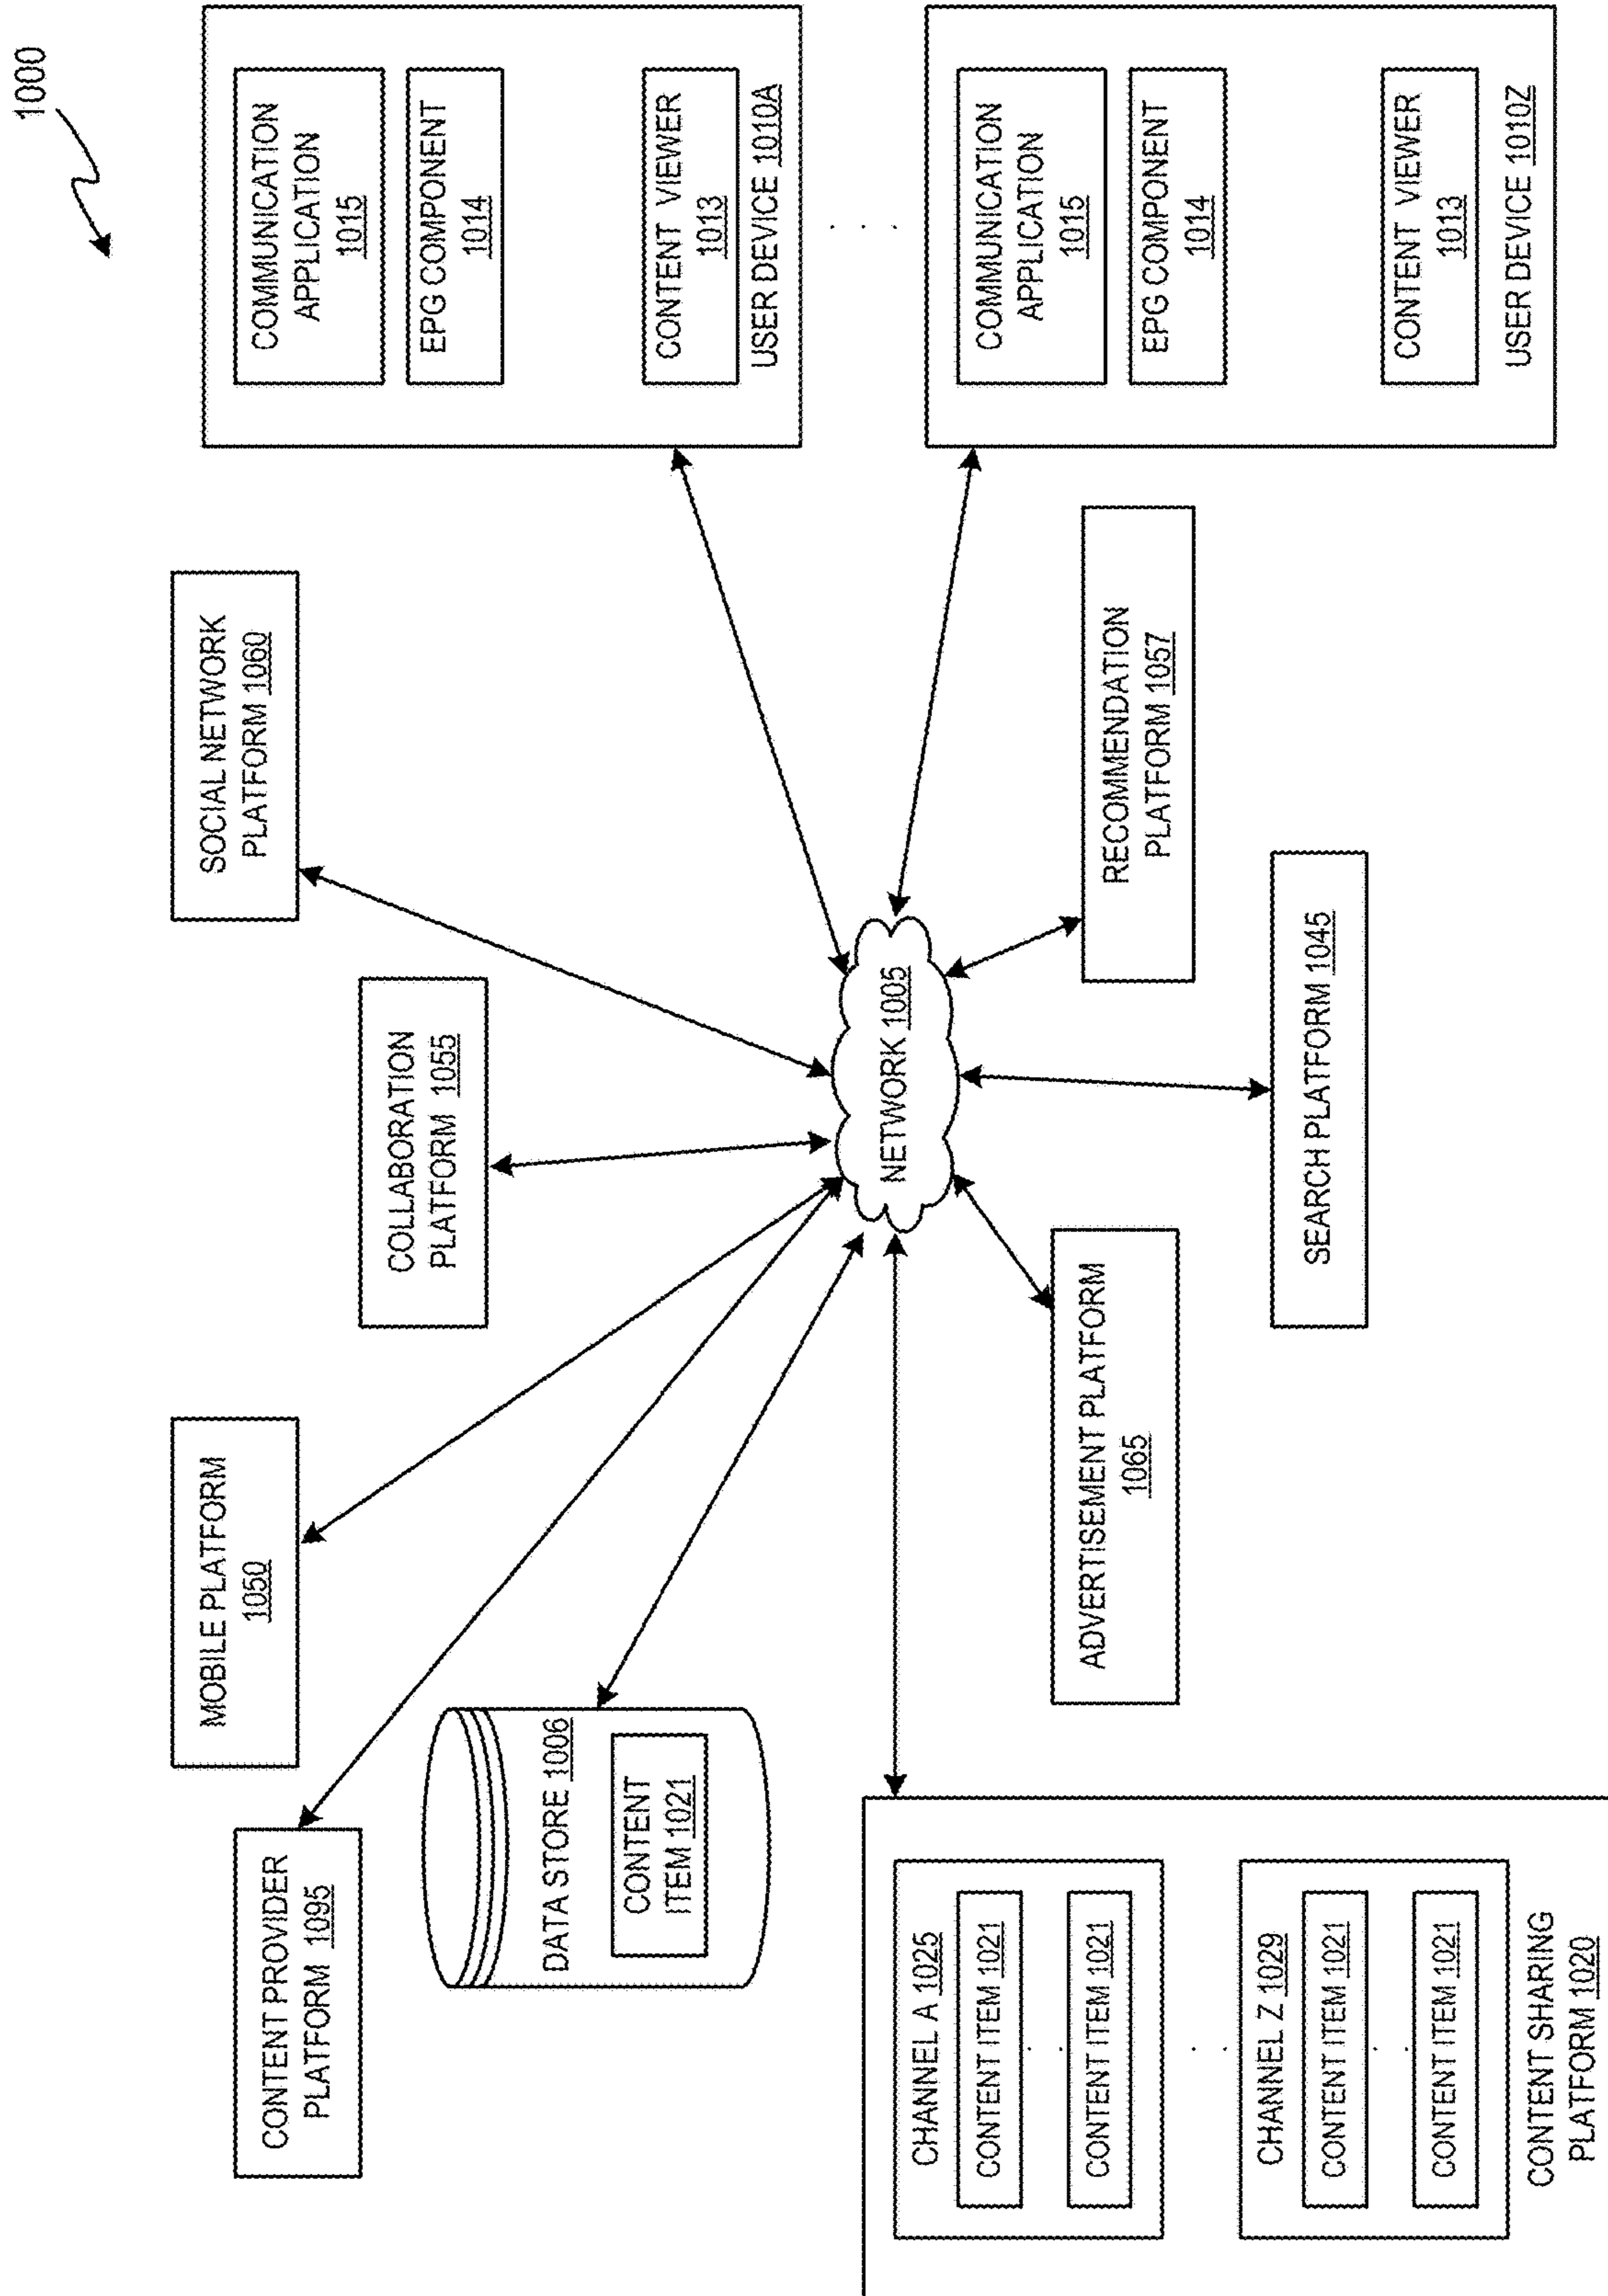 1000
CONTENT PROVIDER
PLATFORM 1095
MOBILE PLATFORM
1050
SOCIAL NETWORK
PLATFORM 1060
COLLABORATION
PLATFORM 1055
DATA STORE 1006
CONTENT
ITEM 1021
NETWORK 1005
COMMUNICATION
APPLICATION
1015
EPG COMPONENT
1014
CONTENT VIEWER
1013
USER DEVICE 1010A
COMMUNICATION
APPLICATION
1015
EPG COMPONENT
1014
CONTENT VIEWER
1013
USER DEVICE 1010Z
CHANNEL A 1025
CONTENT ITEM 1021
CONTENT ITEM 1021
CHANNEL Z 1029
CONTENT ITEM 1021
CONTENT ITEM 1021
CONTENT SHARING
PLATFORM 1020
ADVERTISEMENT PLATFORM
1065
RECOMMENDATION
PLATFORM 1057
SEARCH PLATFORM 1045